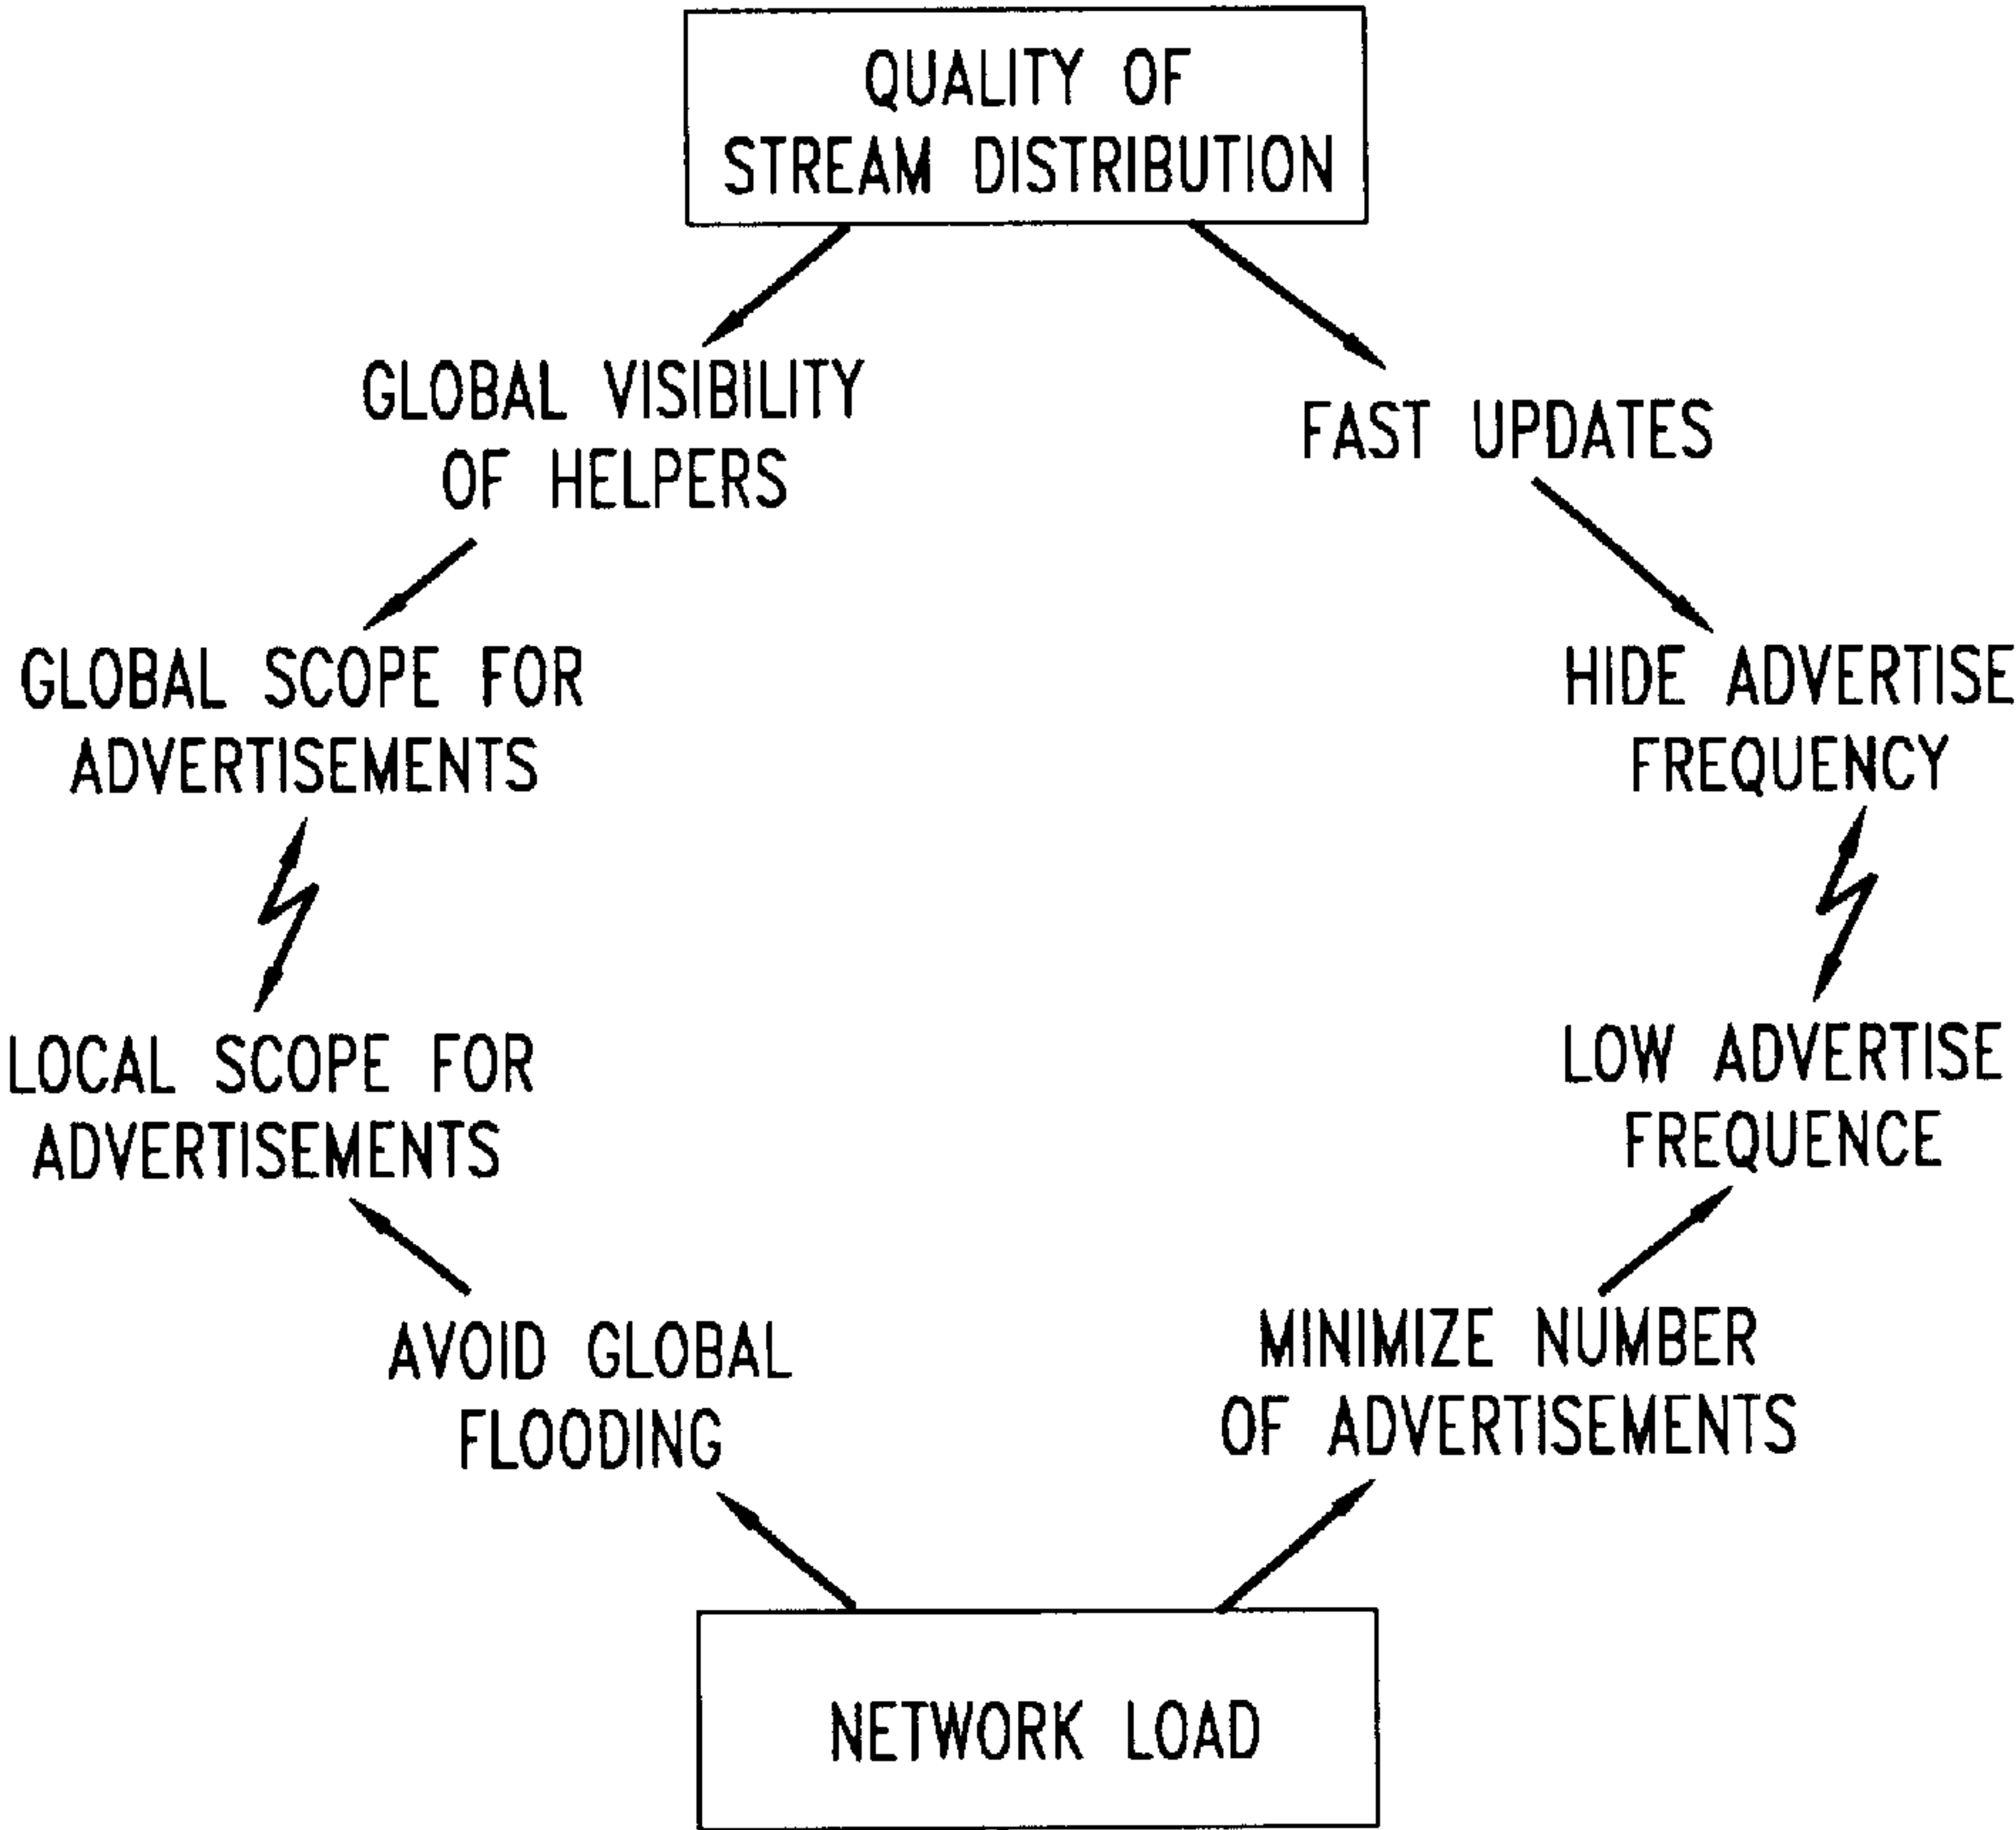 QUALITY OF
STREAM DISTRIBUTION
GLOBAL VISIBILITY
OF HELPERS
FAST UPDATES
GLOBAL SCOPE FOR
ADVERTISEMENTS
HIDE ADVERTISE
FREQUENCY
LOCAL SCOPE FOR
ADVERTISEMENTS
LOW ADVERTISE
FREQUENCE
AVOID GLOBAL
FLOODING
MINIMIZE NUMBER
OF ADVERTISEMENTS
NETWORK LOAD